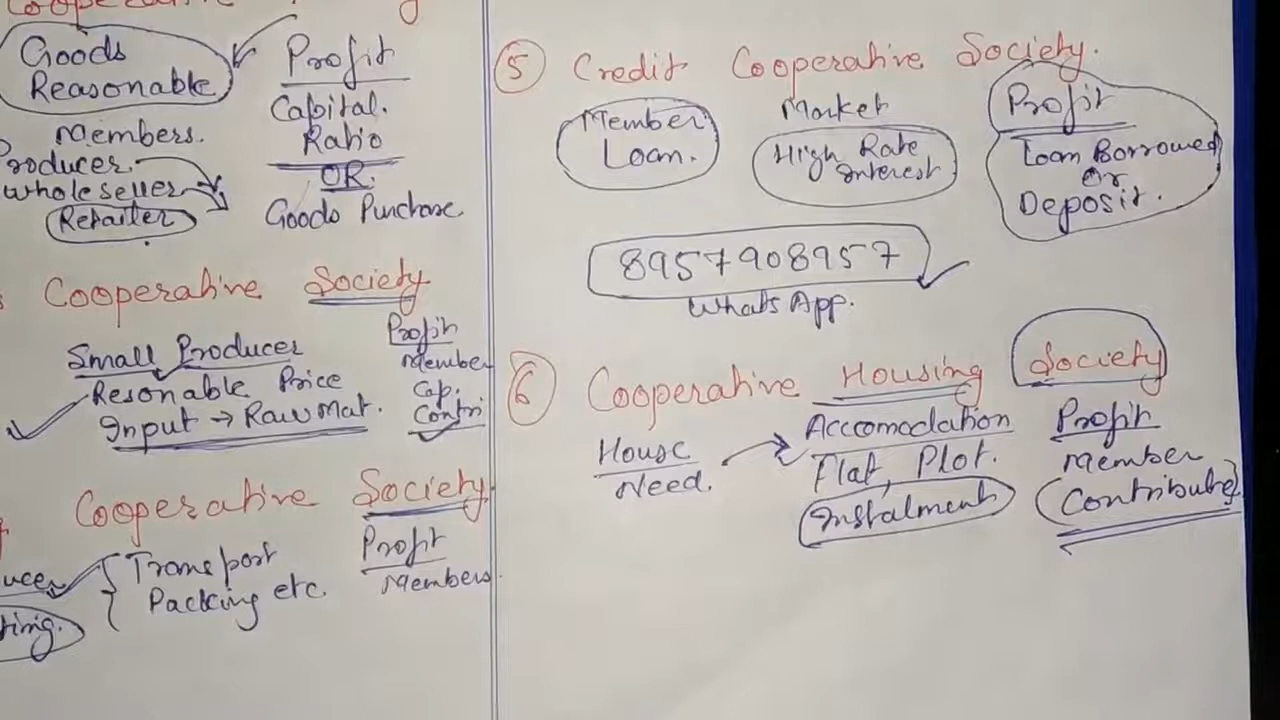 Goods
Reasonable
Members.
Producer.
Wholeseller
Retailer
Profit
Capital.
Ratio
OR.
Goods Purchase.
Cooperative Society
Small Producer
Resonable Price
Input → Raw Mat.
Profit
Member
Cap.
Contri
Cooperative Society
Transport
Packing etc.
Profit
Members
5 Credit Cooperative Society.
Member
Loan.
Market
High Rate
Interest
Profit
Loan Borrowed
or
Deposit.
8957908957
WhatsApp.
6 Cooperative Housing Society
House
Need.
Accomodation
Flat, Plot.
Instalment
Profit
Member
Contribute